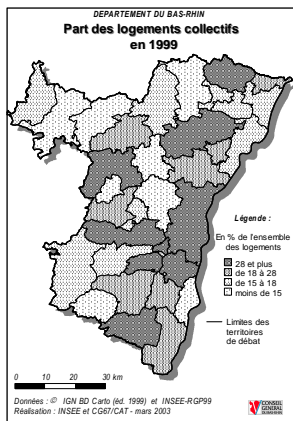 DEPARTEMENT DU BAS-RHIN
Part des logements collectifs
en 1999
Légende :
En % de l'ensemble
des logements
28 et plus
de 18 à 28
de 15 à 18
moins de 15
Limites des
territoires
de débat
0 10 20 30 km
Données : © IGN BD Carto (éd. 1999) et INSEE-RGP99
Réalisation : INSEE et CG67/CAT - mars 2003
CONSEIL
GENERAL